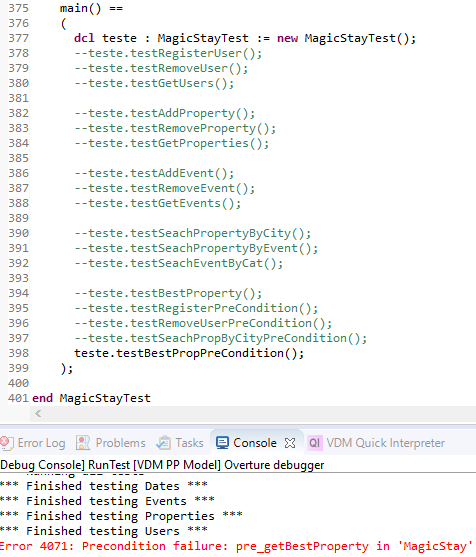 375 main() ==
376 (
377 dcl teste : MagicStayTest := new MagicStayTest();
378 --teste.testRegisterUser();
379 --teste.testRemoveUser();
380 --teste.testGetUsers();
381
382 --teste.testAddProperty();
383 --teste.testRemoveProperty();
384 --teste.testGetProperties();
385
386 --teste.testAddEvent();
387 --teste.testRemoveEvent();
388 --teste.testGetEvents();
389
390 --teste.testSeachPropertyByCity();
391 --teste.testSeachPropertyByEvent();
392 --teste.testSeachEventByCat();
393
394 --teste.testBestProperty();
395 --teste.testRegisterPreCondition();
396 --teste.testRemoveUserPreCondition();
397 --teste.testSeachPropByCityPreCondition();
398 teste.testBestPropPreCondition();
399 );
400
401 end MagicStayTest
Error Log Problems Tasks Console QI VDM Quick Interpreter
[Debug Console] RunTest [VDM PP Model] Overture debugger
*** Finished testing Dates ***
*** Finished testing Events ***
*** Finished testing Properties ***
*** Finished testing Users ***
Error 4071: Precondition failure: pre_getBestProperty in 'MagicStay'